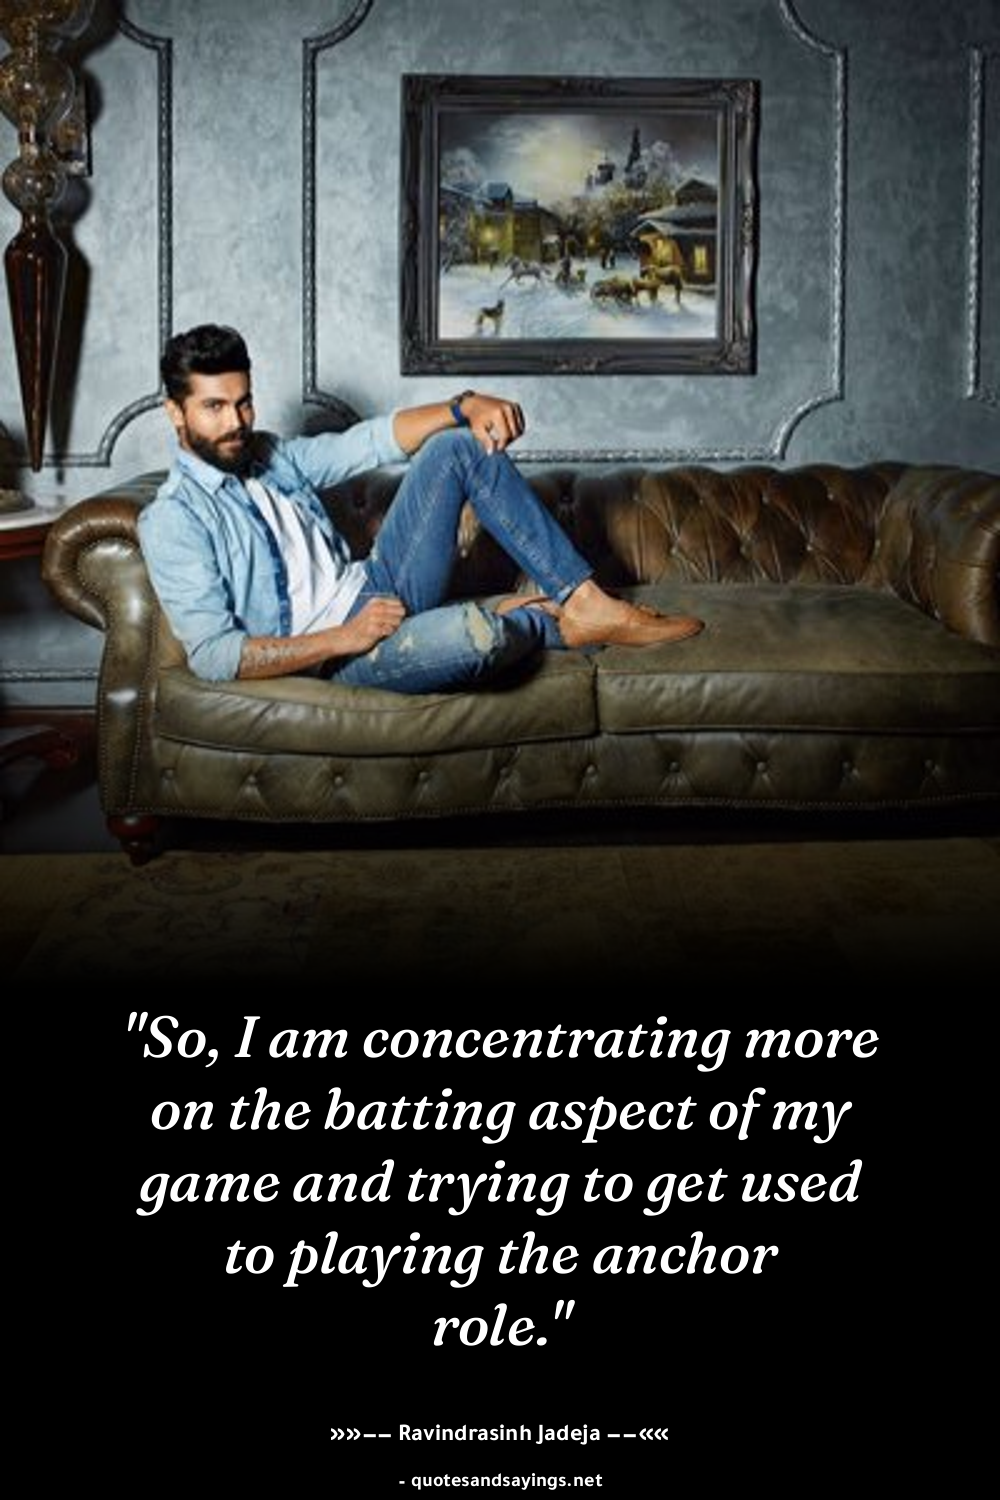 "So, I am concentrating more
on the batting aspect of my
game and trying to get used
to playing the anchor
role."
»»−− Ravindrasinh Jadeja −−««
- quotesandsayings.net